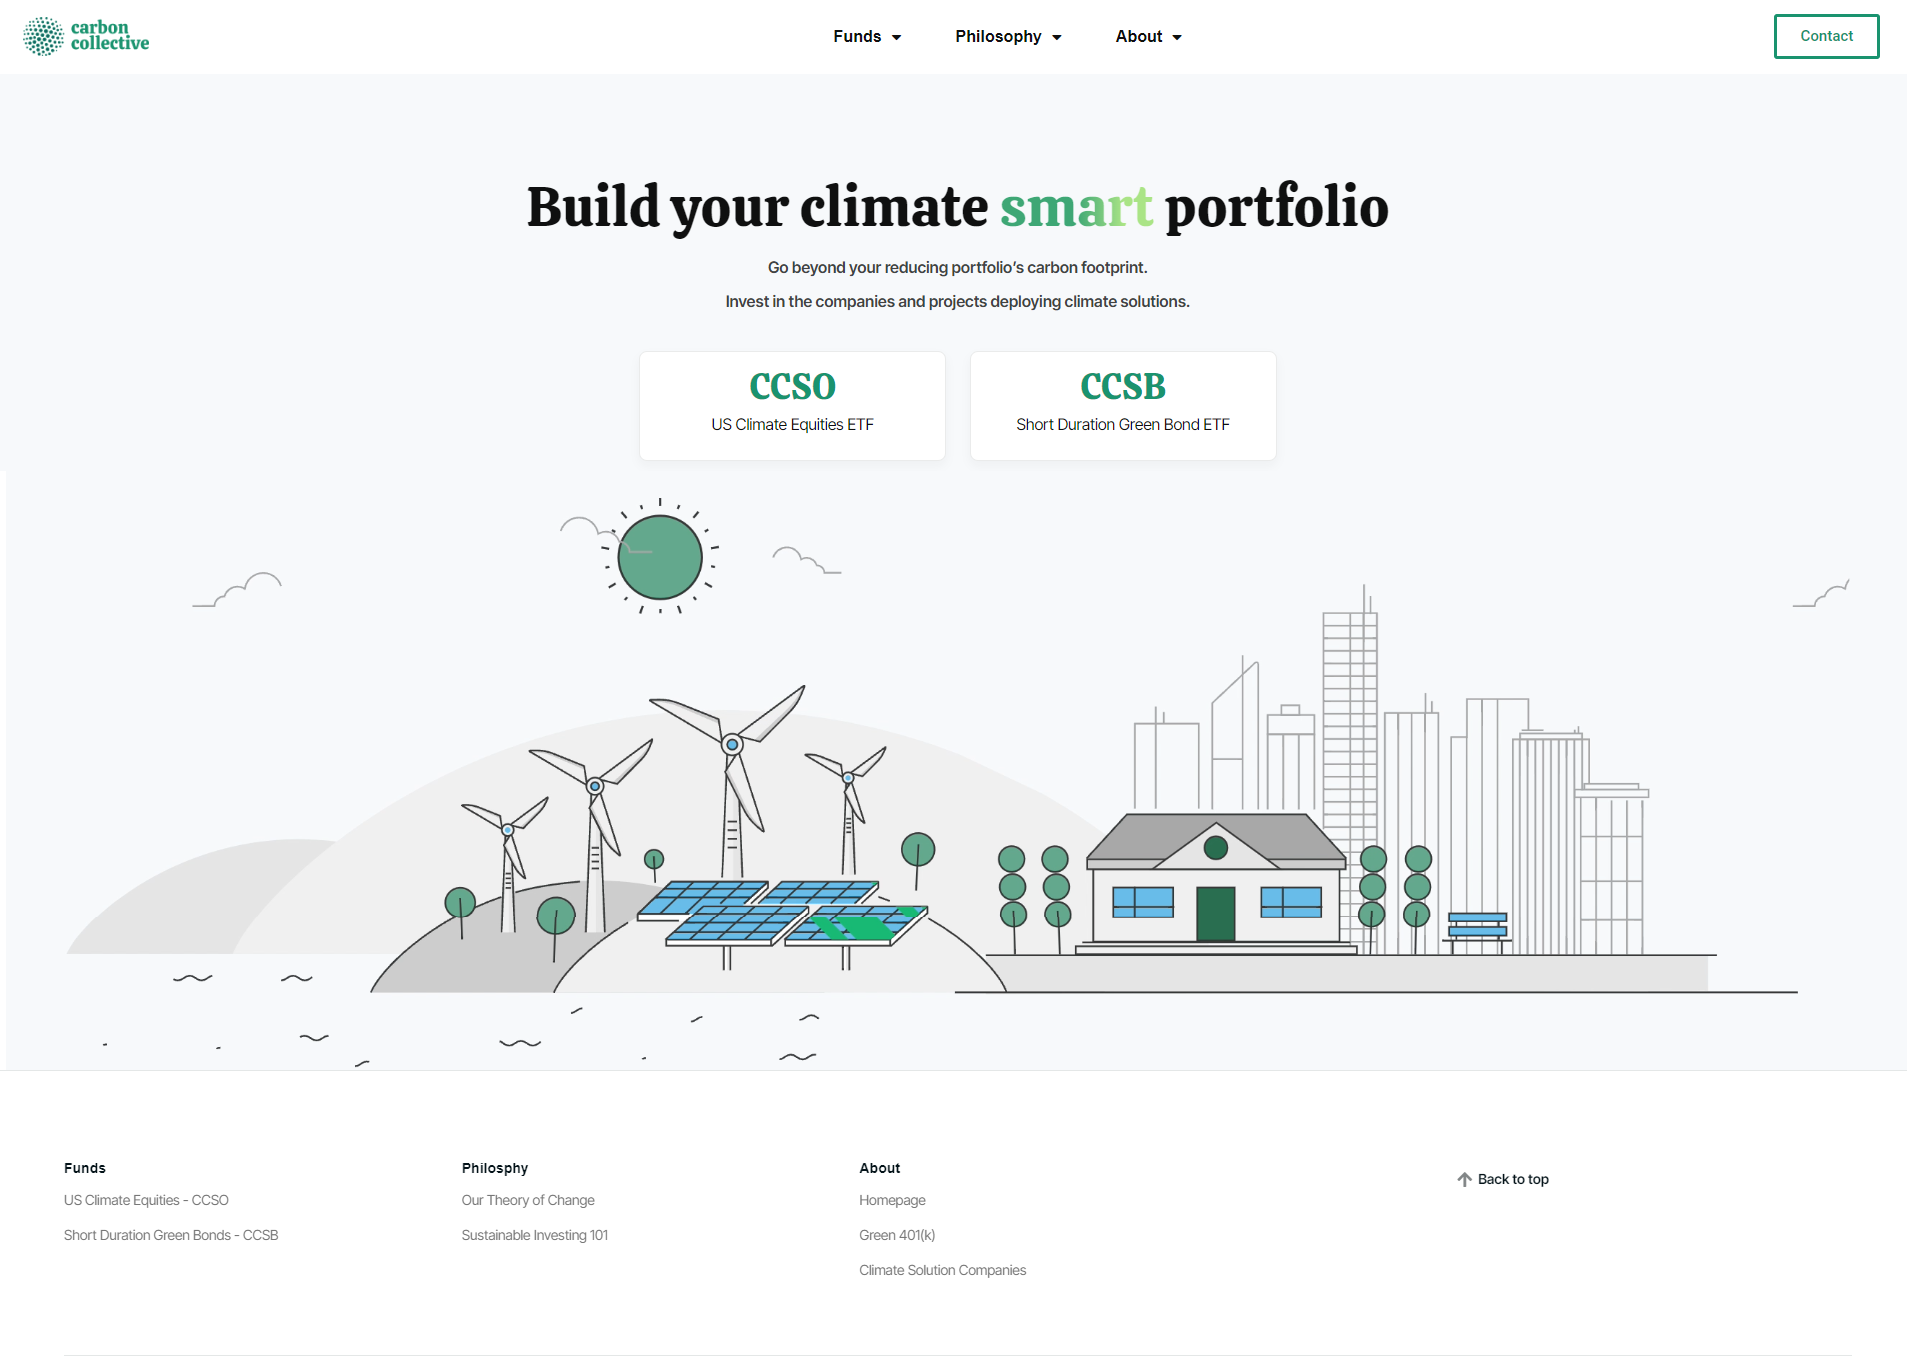 carbon
collective
Funds
Philosophy
About
Contact
Build your climate smart portfolio
Go beyond your reducing portfolio’s carbon footprint.
Invest in the companies and projects deploying climate solutions.
CCSO
US Climate Equities ETF
CCSB
Short Duration Green Bond ETF
Funds
US Climate Equities - CCSO
Short Duration Green Bonds - CCSB
Philosphy
Our Theory of Change
Sustainable Investing 101
About
Homepage
Green 401(k)
Climate Solution Companies
Back to top